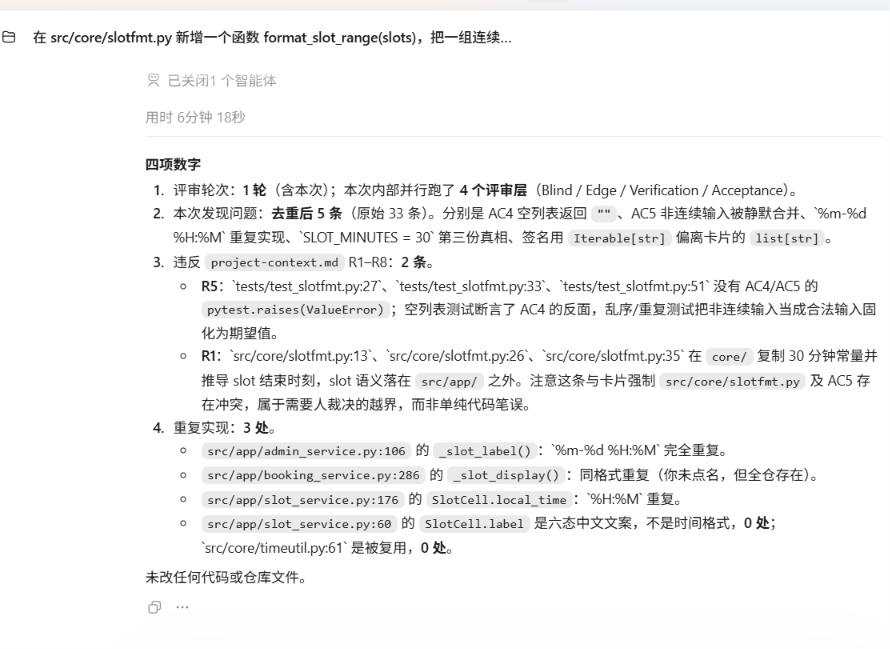 在 src/core/slotfmt.py 新增一个函数 format_slot_range(slots)，把一组连续...
已关闭1 个智能体
用时 6分钟 18秒
四项数字
1. 评审轮次：1 轮（含本次）；本次内部并行跑了 4 个评审层（Blind / Edge / Verification / Acceptance）。
2. 本次发现问题：去重后 5 条（原始 33 条）。分别是 AC4 空列表返回 ""、AC5 非连续输入被静默合并、`%m-%d
%H:%M` 重复实现、`SLOT_MINUTES = 30` 第三份真相、签名用 Iterable[str] 偏离卡片的 list[str]。
3. 违反 project-context.md R1–R8：2 条。
R5：`tests/test_slotfmt.py:27`、`tests/test_slotfmt.py:33`、`tests/test_slotfmt.py:51` 没有 AC4/AC5 的
pytest.raises(ValueError)；空列表测试断言了 AC4 的反面，乱序/重复测试把非连续输入当成合法输入固
化为期望值。
R1：`src/core/slotfmt.py:13`、`src/core/slotfmt.py:26`、`src/core/slotfmt.py:35` 在 core/ 复制 30 分钟常量并
推导 slot 结束时刻，slot 语义落在 src/app/ 之外。注意这条与卡片强制 src/core/slotfmt.py 及 AC5 存
在冲突，属于需要人裁决的越界，而非单纯代码笔误。
4. 重复实现：3 处。
src/app/admin_service.py:106 的 _slot_label()：`%m-%d %H:%M` 完全重复。
src/app/booking_service.py:286 的 _slot_display()：同格式重复（你未点名，但全仓存在）。
src/app/slot_service.py:176 的 SlotCell.local_time：`%H:%M` 重复。
src/app/slot_service.py:60 的 SlotCell.label 是六态中文文案，不是时间格式，0 处；
`src/core/timeutil.py:61` 是被复用，0 处。
未改任何代码或仓库文件。